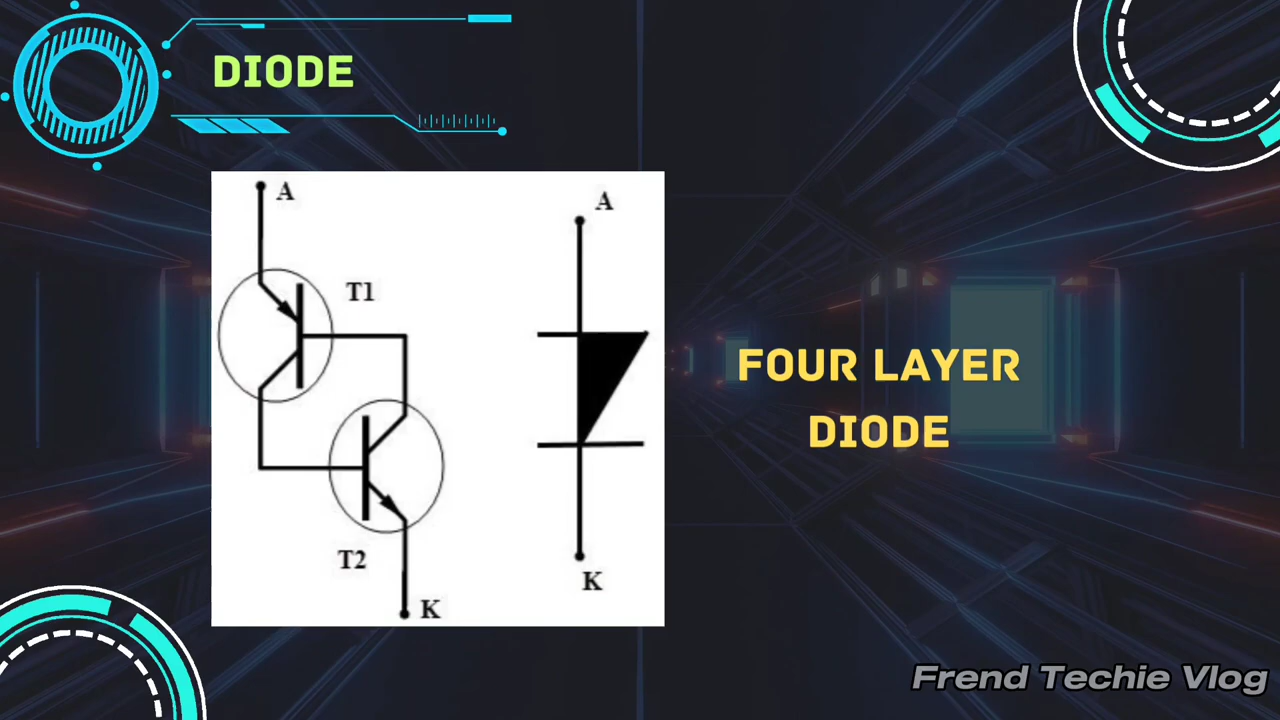 DIODE
A
A
T1
FOUR LAYER
DIODE
T2
K
K
Frend Techie Vlog